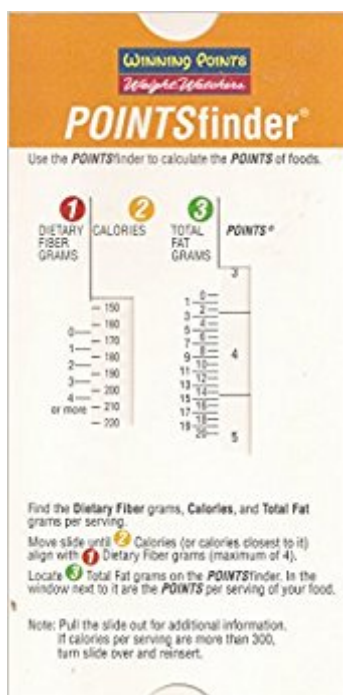 WINNING POINTS
Weight Watchers
POINTSfinder®
Use the POINTSfinder to calculate the POINTS of foods.
1 2 3
DIETARY FIBER GRAMS CALORIES TOTAL FAT GRAMS POINTS®
3
150
160
170
180
190
200
210
220
0
1
2
3
4
or more
0
1
2
3
4
5
6
7
8
9
10
11
12
13
14
15
16
17
18
19
20
4
5
Find the Dietary Fiber grams, Calories, and Total Fat
grams per serving.
Move slide until 2 Calories (or calories closest to it)
align with 1 Dietary Fiber grams (maximum of 4).
Locate 3 Total Fat grams on the POINTSfinder. In the
window next to it are the POINTS per serving of your food.
Note: Pull the slide out for additional information.
If calories per serving are more than 300,
turn slide over and reinsert.